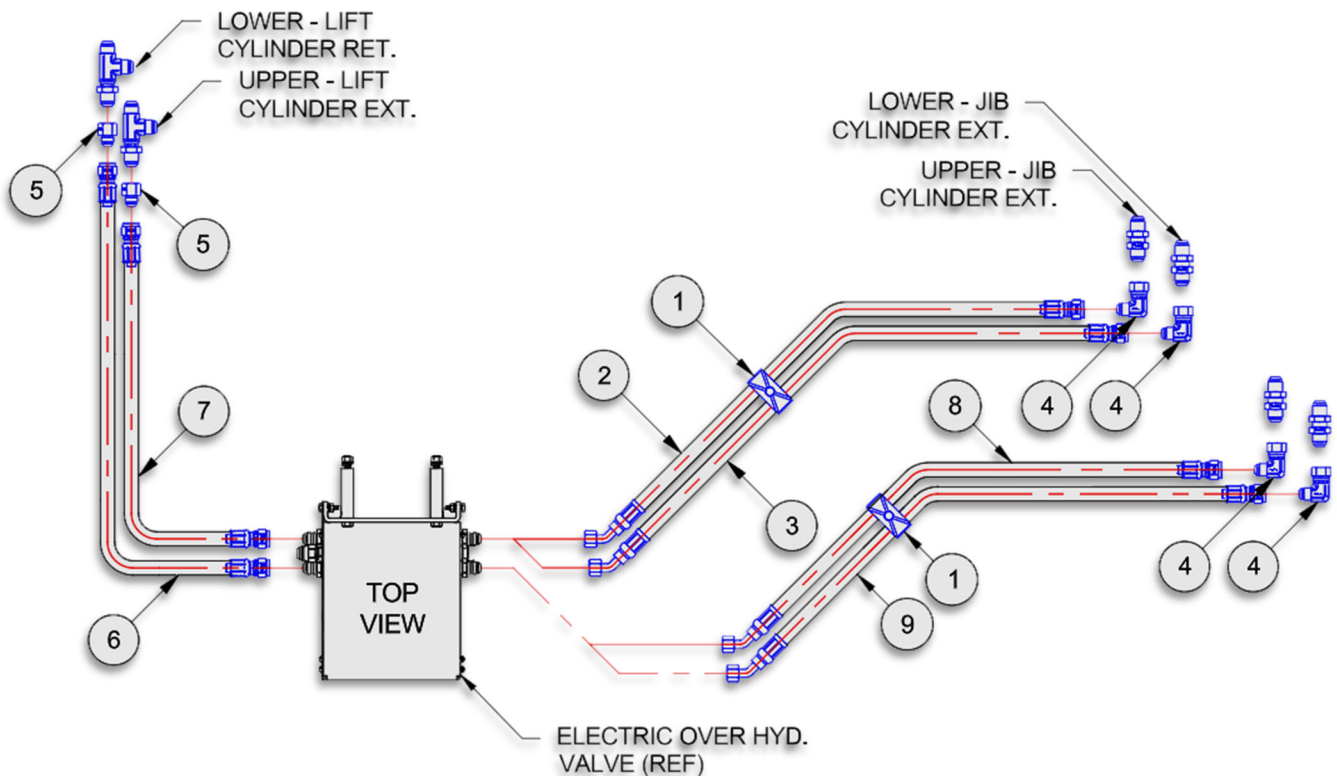 LOWER - LIFT
CYLINDER RET.
UPPER - LIFT
CYLINDER EXT.
LOWER - JIB
CYLINDER EXT.
UPPER - JIB
CYLINDER EXT.
5
5
1
2
7
4
4
8
3
TOP
VIEW
6
1
9
4
4
ELECTRIC OVER HYD.
VALVE (REF)